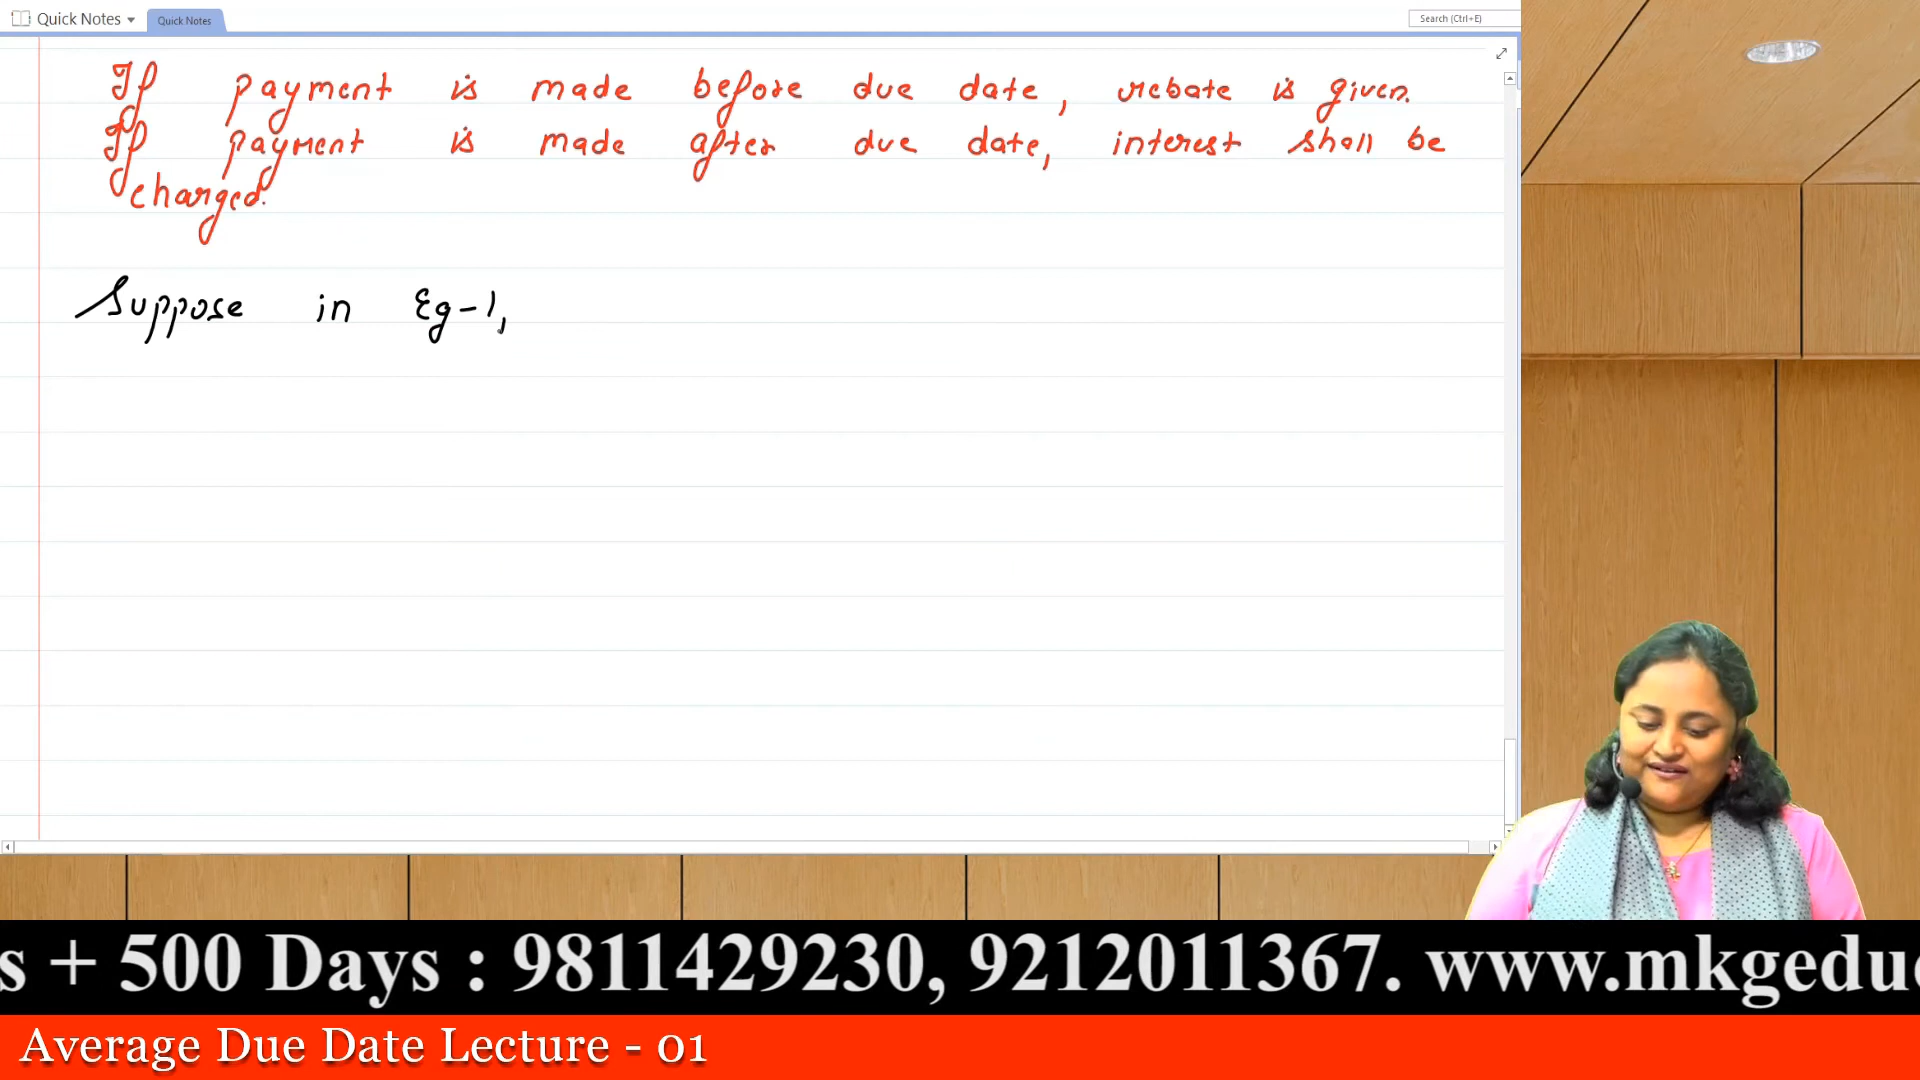 Quick Notes
Quick Notes
Search (Ctrl+E)
If payment is made before due date, rebate is given.
If payment is made after due date, interest shall be
charged.
Suppose in Eg-1,
s + 500 Days : 9811429230, 9212011367. www.mkgedu
Average Due Date Lecture - 01